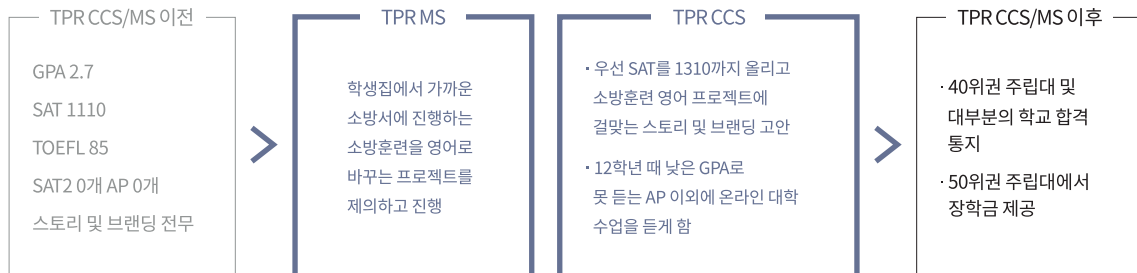 TPR CCS/MS 이전
GPA 2.7
SAT 1110
TOEFL 85
SAT2 0개 AP 0개
스토리 및 브랜딩 전무
TPR MS
학생집에서 가까운
소방서에 진행하는
소방훈련을 영어로
바꾸는 프로젝트를
제의하고 진행
TPR CCS
· 우선 SAT를 1310까지 올리고
소방훈련 영어 프로젝트에
걸맞는 스토리 및 브랜딩 고안
· 12학년 때 낮은 GPA로
못 듣는 AP 이외에 온라인 대학
수업을 듣게 함
TPR CCS/MS 이후
· 40위권 주립대 및
대부분의 학교 합격
통지
· 50위권 주립대에서
장학금 제공